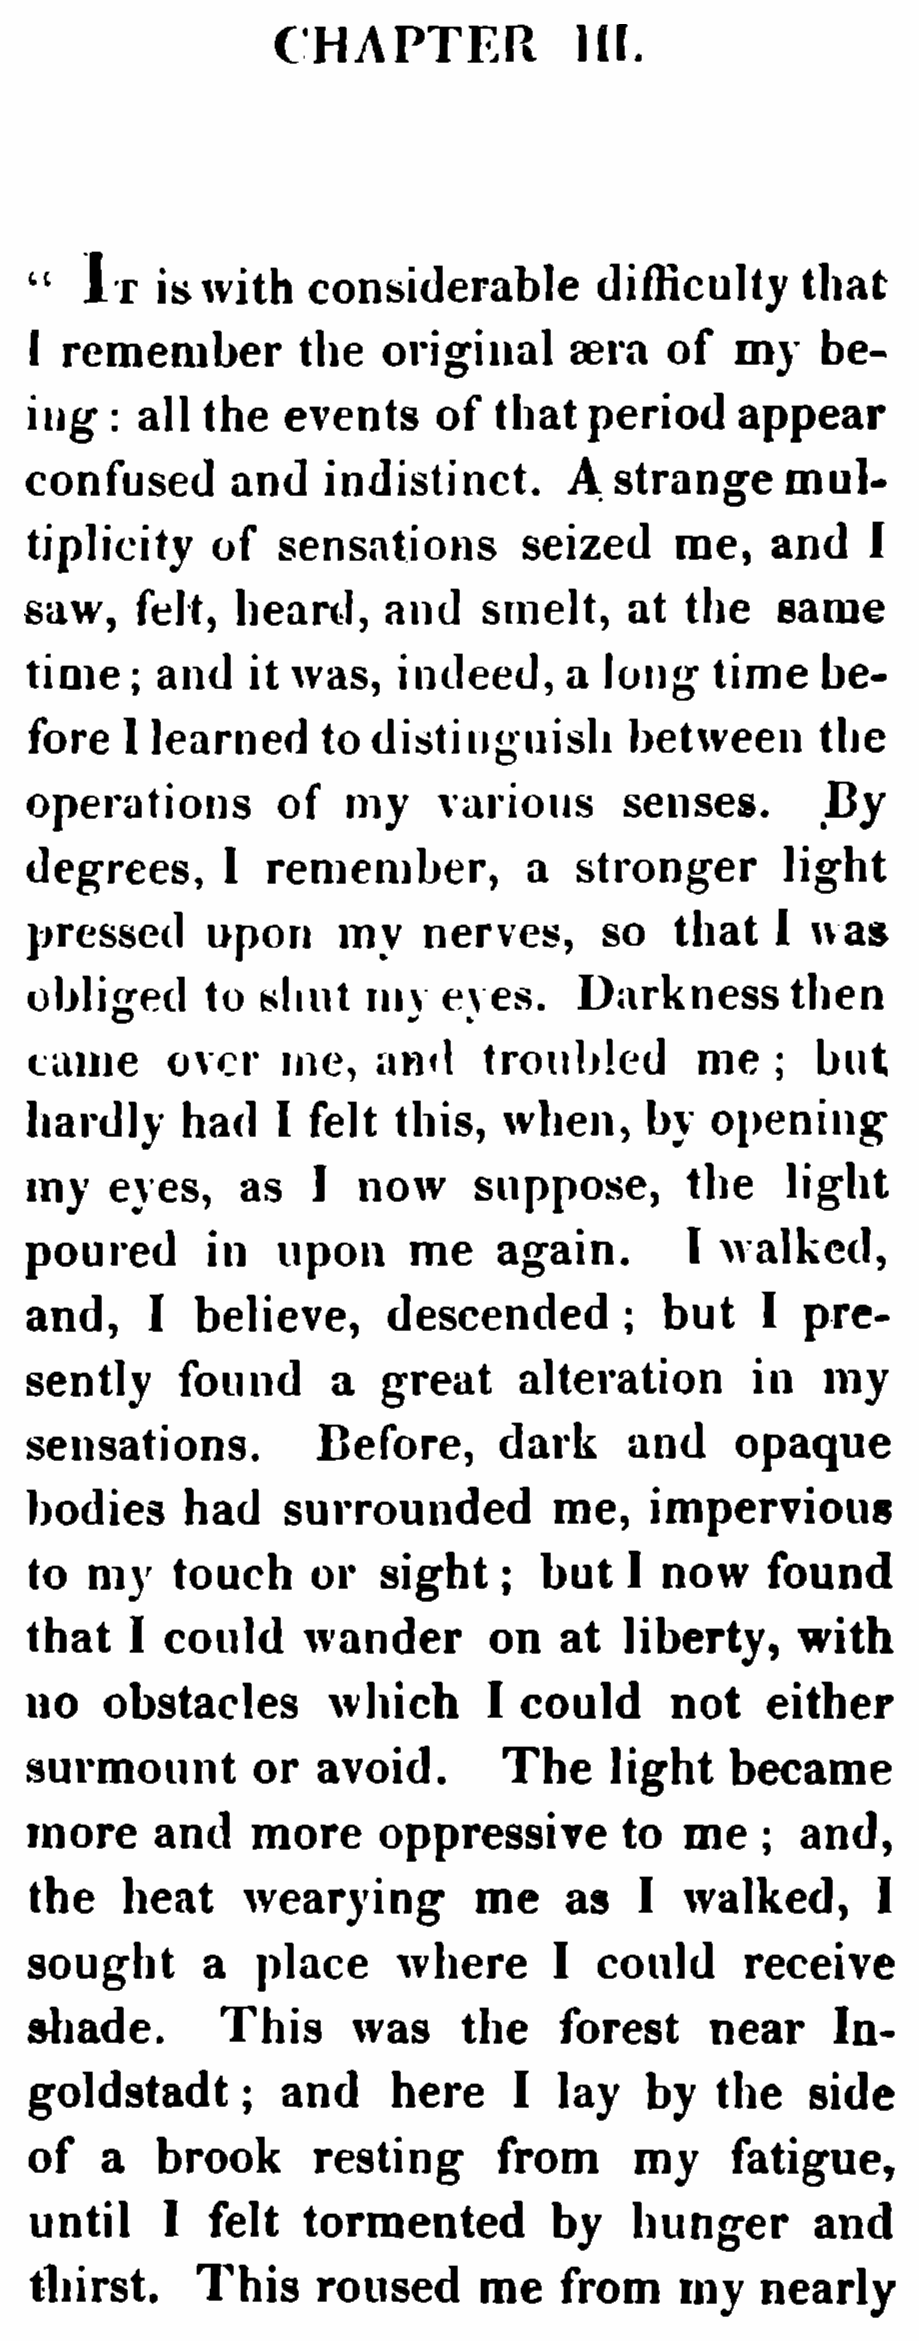 CHAPTER III.
“ It is with considerable difficulty that
I remember the original æra of my be-
ing : all the events of that period appear
confused and indistinct. A strange mul-
tiplicity of sensations seized me, and I
saw, felt, heard, and smelt, at the same
time ; and it was, indeed, a long time be-
fore I learned to distinguish between the
operations of my various senses. By
degrees, I remember, a stronger light
pressed upon my nerves, so that I was
obliged to shut my eyes. Darkness then
came over me, and troubled me ; but
hardly had I felt this, when, by opening
my eyes, as I now suppose, the light
poured in upon me again. I walked,
and, I believe, descended ; but I pre-
sently found a great alteration in my
sensations. Before, dark and opaque
bodies had surrounded me, impervious
to my touch or sight ; but I now found
that I could wander on at liberty, with
no obstacles which I could not either
surmount or avoid. The light became
more and more oppressive to me ; and,
the heat wearying me as I walked, I
sought a place where I could receive
shade. This was the forest near In-
goldstadt ; and here I lay by the side
of a brook resting from my fatigue,
until I felt tormented by hunger and
thirst. This roused me from my nearly